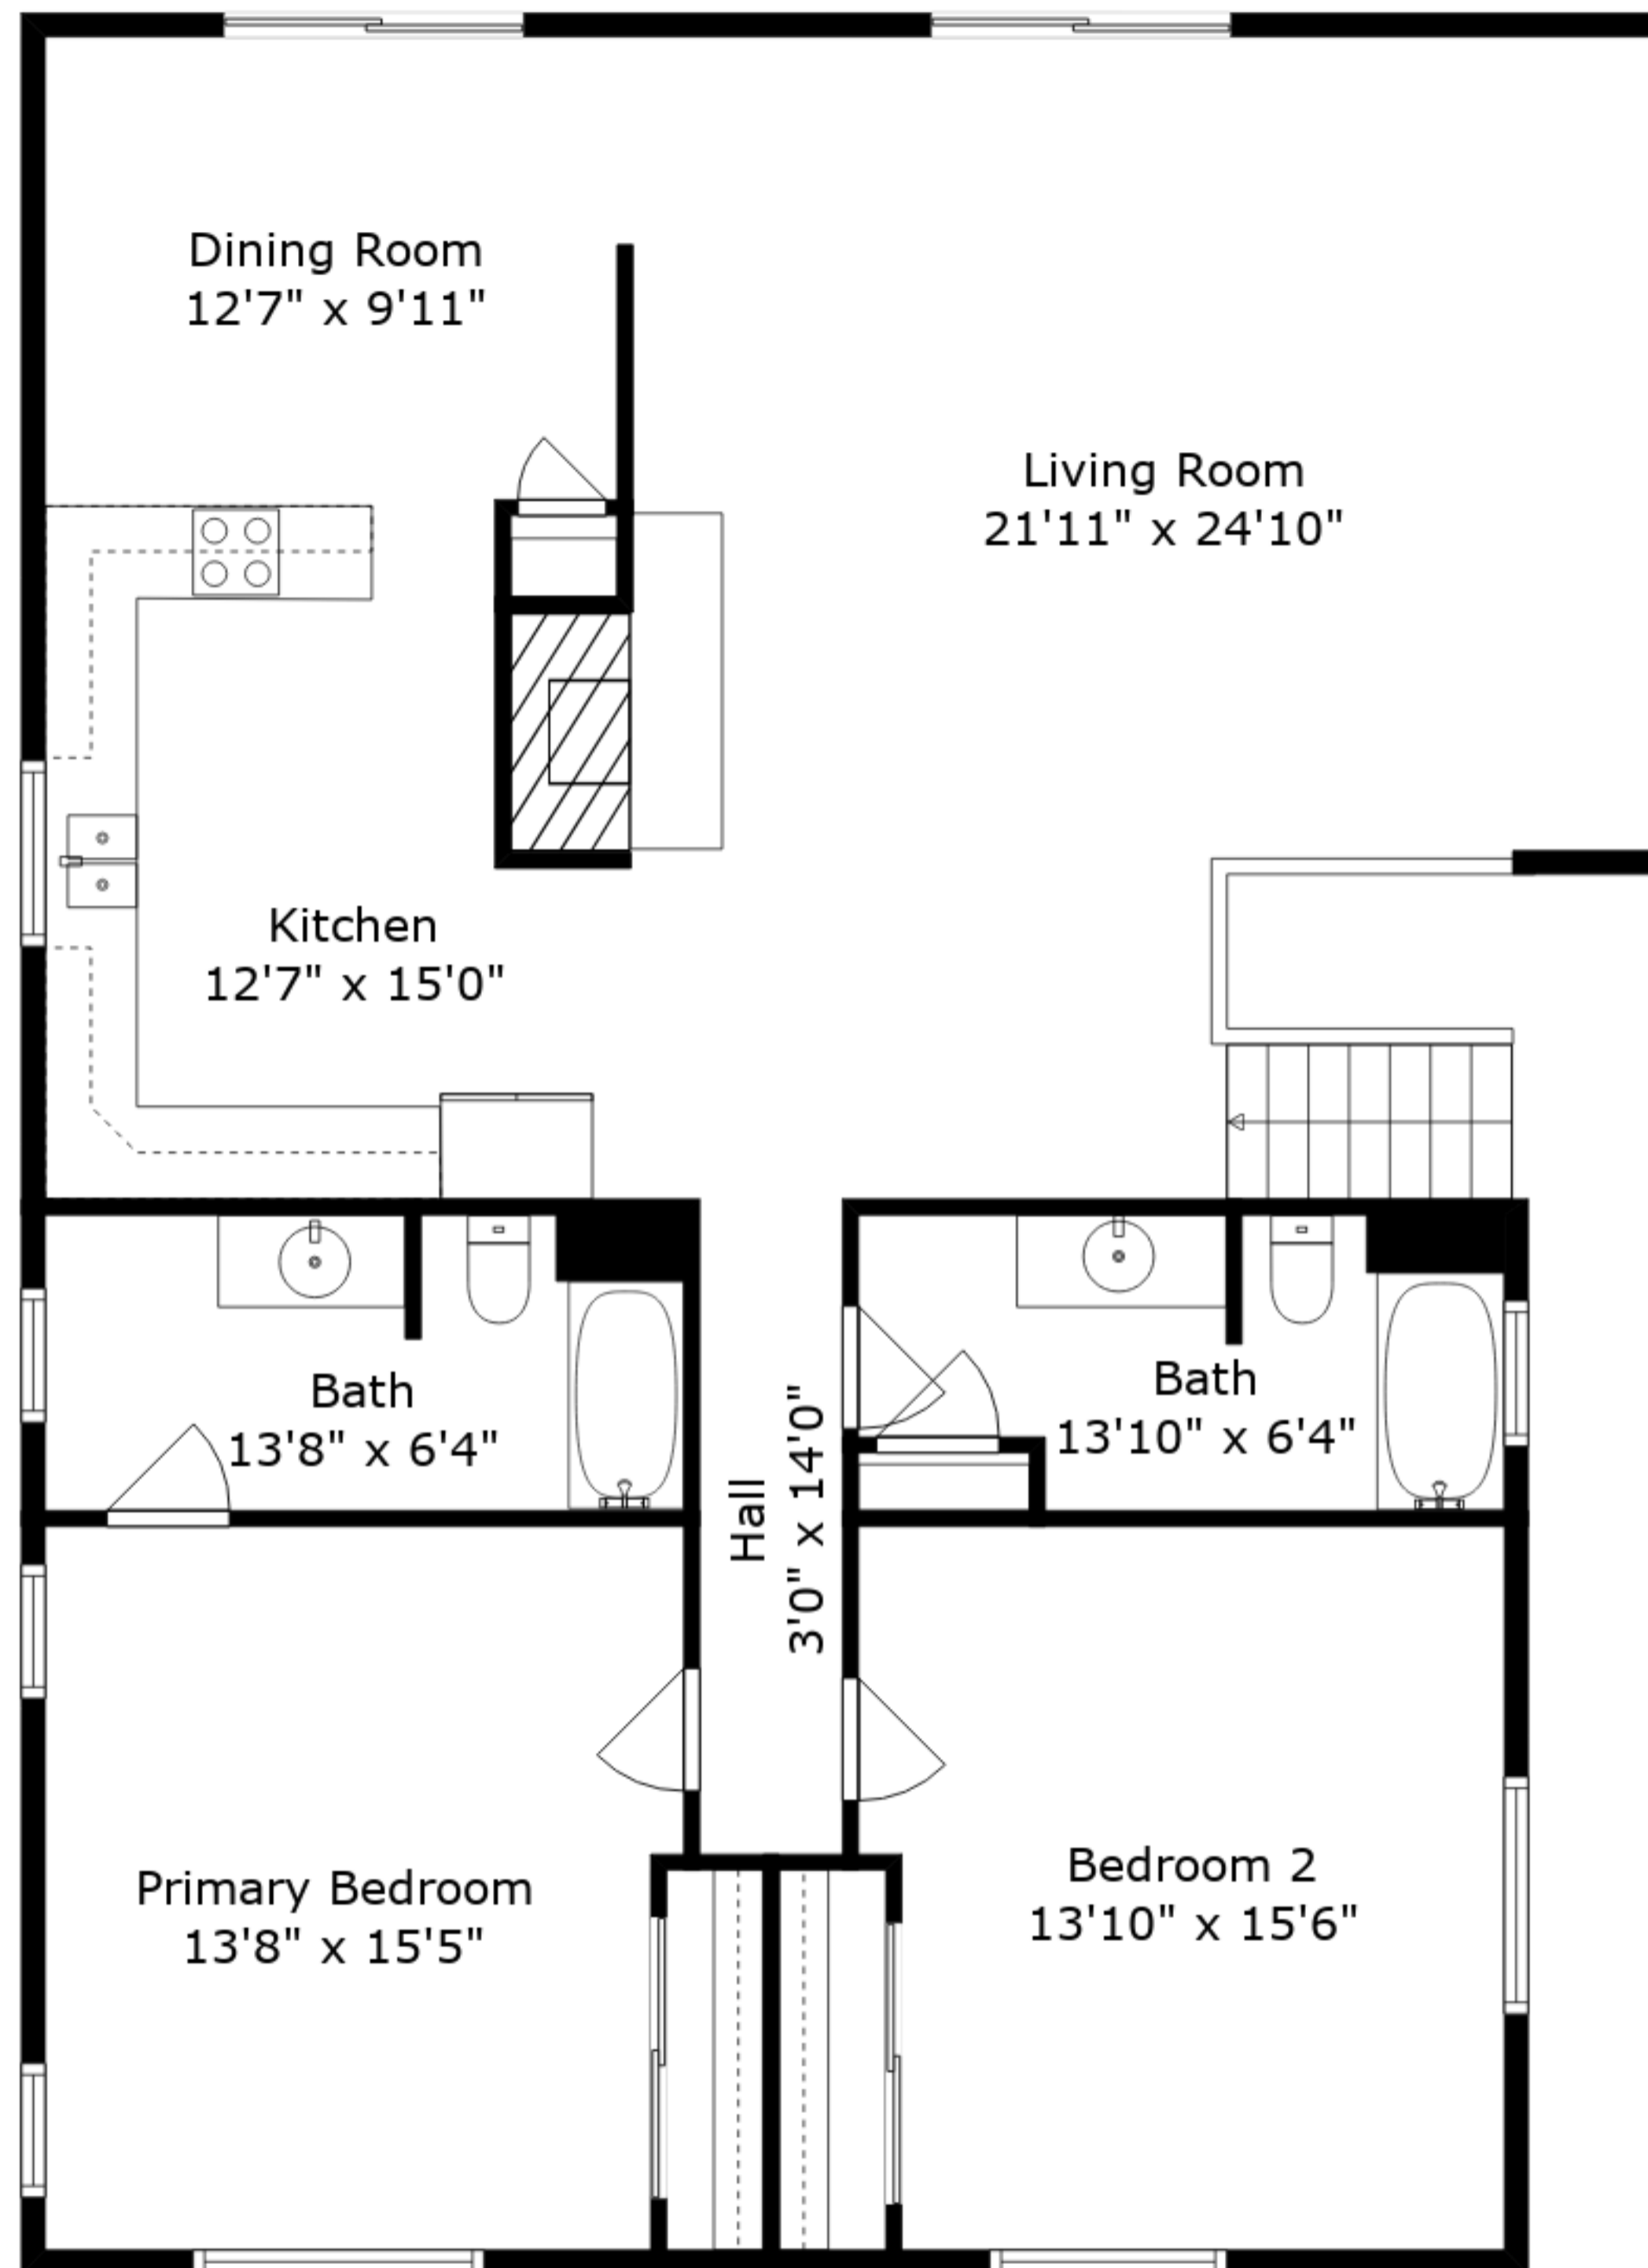 Dining Room
12'7" x 9'11"
Living Room
21'11" x 24'10"
Kitchen
12'7" x 15'0"
Bath
13'8" x 6'4"
Hall
3'0" x 14'0"
Bath
13'10" x 6'4"
Primary Bedroom
13'8" x 15'5"
Bedroom 2
13'10" x 15'6"